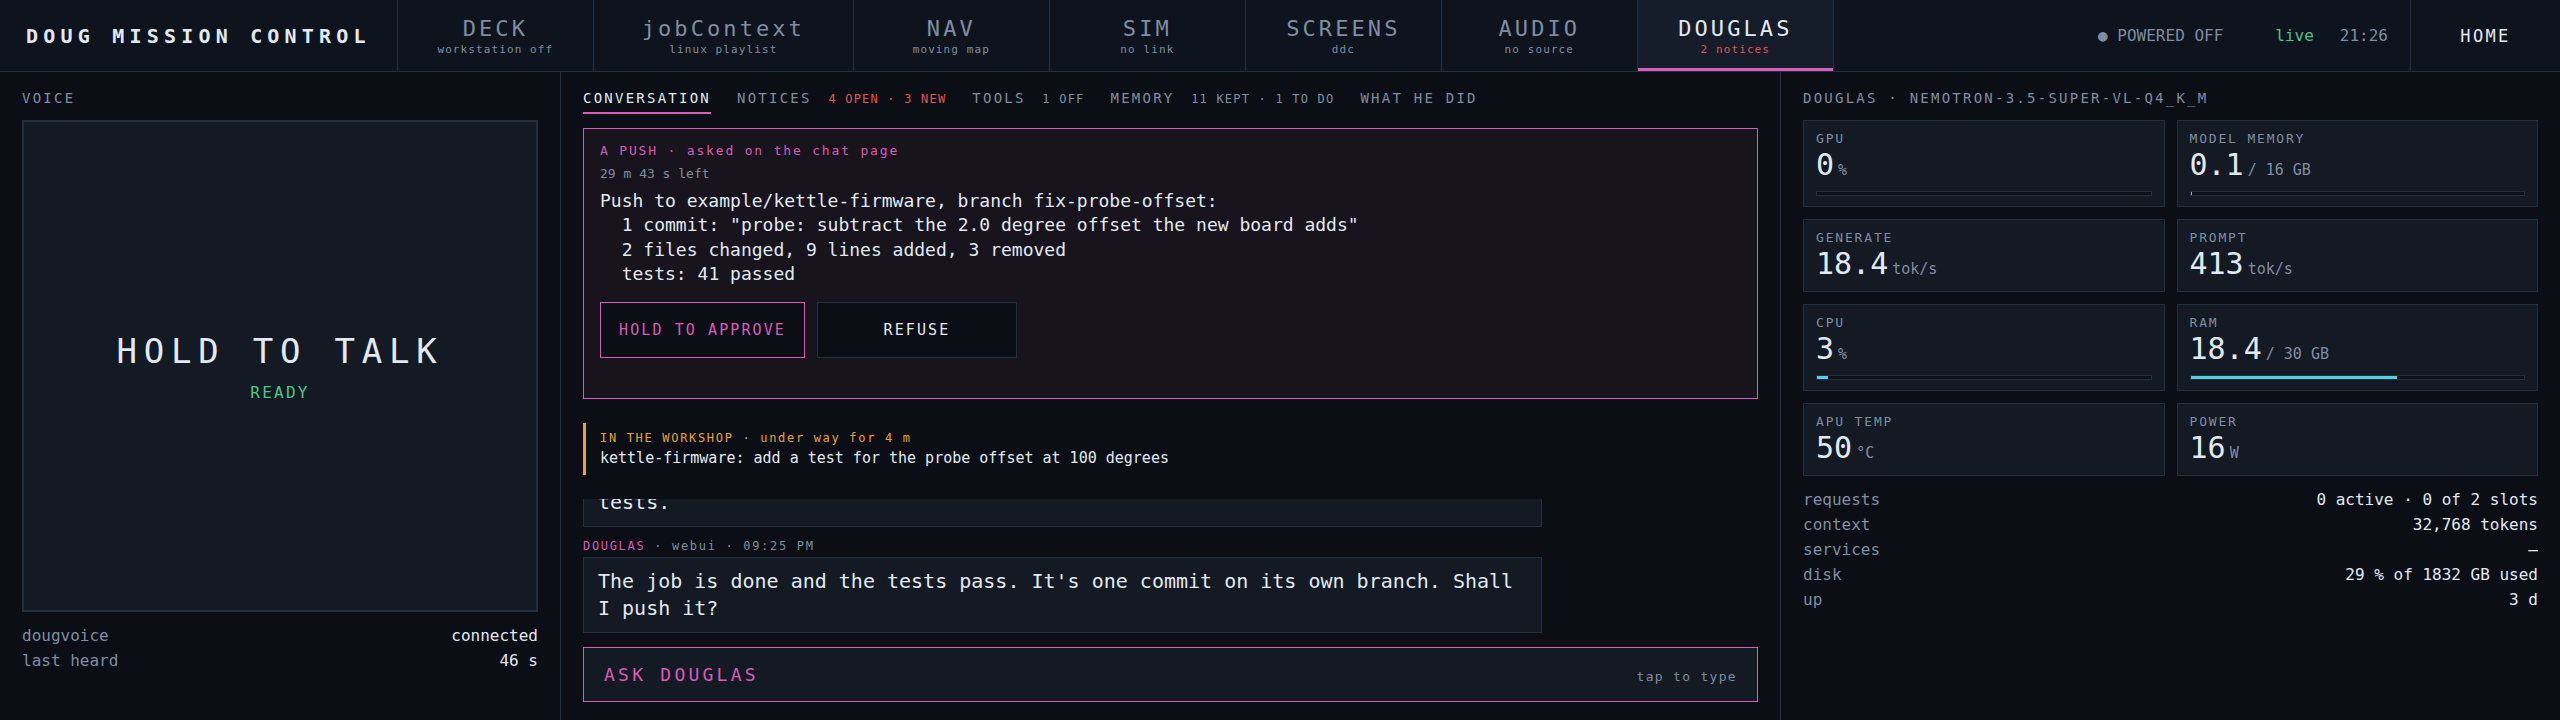 DOUG MISSION CONTROL
DECK
workstation off
jobContext
linux playlist
NAV
moving map
SIM
no link
SCREENS
ddc
AUDIO
no source
DOUGLAS
2 notices
● POWERED OFF
live
21:26
HOME
VOICE
HOLD TO TALK
READY
dougvoice connected
last heard 46 s
CONVERSATION NOTICES 4 OPEN · 3 NEW TOOLS 1 OFF MEMORY 11 KEPT · 1 TO DO WHAT HE DID
A PUSH · asked on the chat page
29 m 43 s left
Push to example/kettle-firmware, branch fix-probe-offset:
1 commit: "probe: subtract the 2.0 degree offset the new board adds"
2 files changed, 9 lines added, 3 removed
tests: 41 passed
HOLD TO APPROVE
REFUSE
IN THE WORKSHOP · under way for 4 m
kettle-firmware: add a test for the probe offset at 100 degrees
tests.
DOUGLAS · webui · 09:25 PM
The job is done and the tests pass. It's one commit on its own branch. Shall
I push it?
ASK DOUGLAS
tap to type
DOUGLAS · NEMOTRON-3.5-SUPER-VL-Q4_K_M
GPU
0 %
MODEL MEMORY
0.1 / 16 GB
GENERATE
18.4 tok/s
PROMPT
413 tok/s
CPU
3 %
RAM
18.4 / 30 GB
APU TEMP
50 °C
POWER
16 W
requests 0 active · 0 of 2 slots
context 32,768 tokens
services —
disk 29 % of 1832 GB used
up 3 d